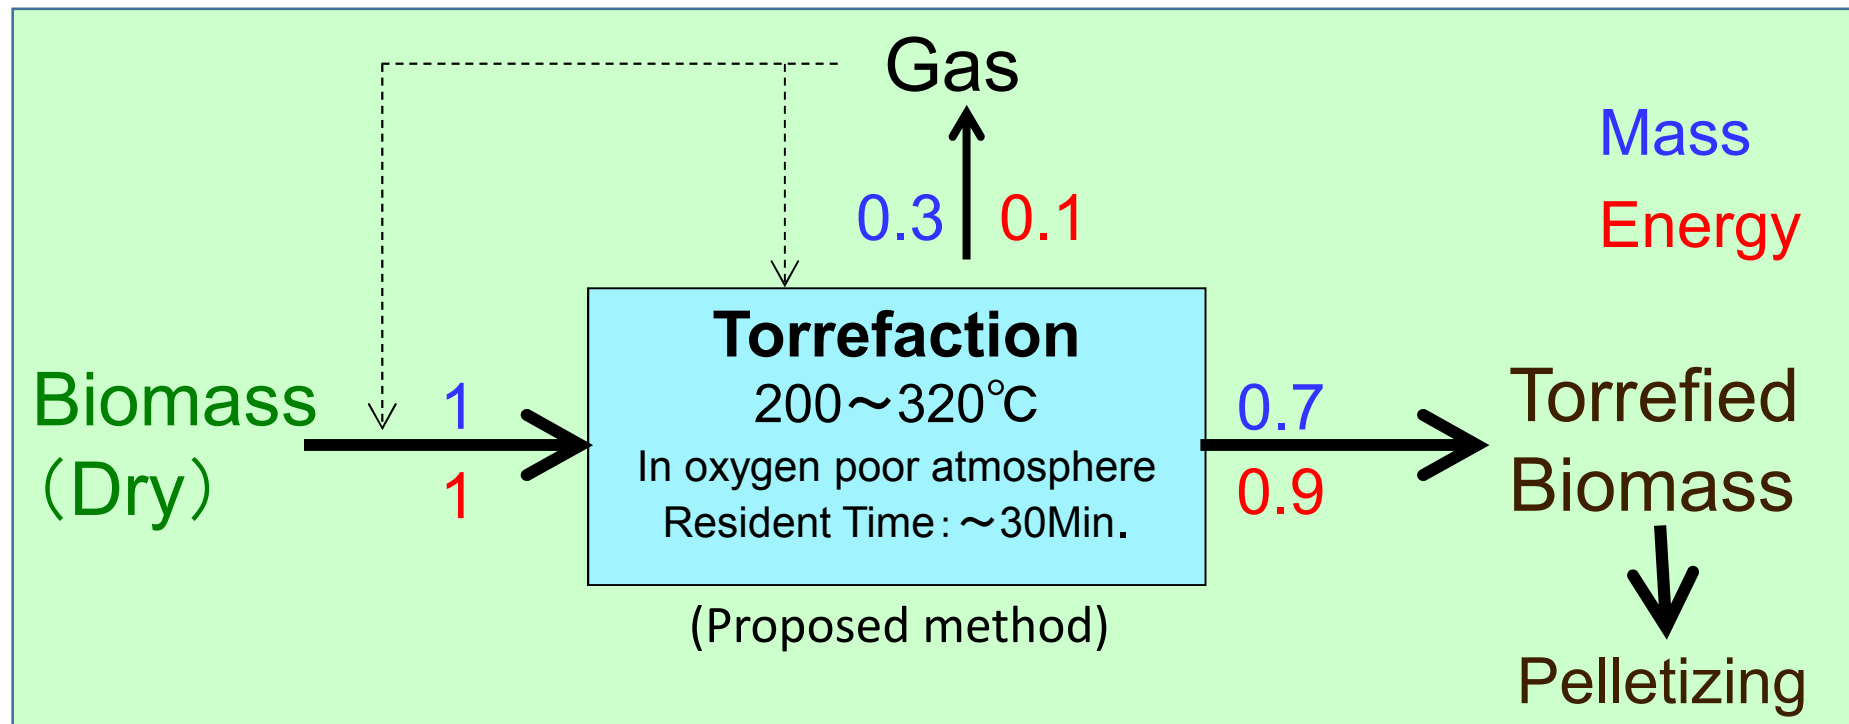 Gas
Mass
Energy
0.3 0.1
Torrefaction
200～320℃
In oxygen poor atmosphere
Resident Time：～30Min.
Biomass
（Dry）
1
1
0.7
0.9
Torrefied
Biomass
(Proposed method)
Pelletizing